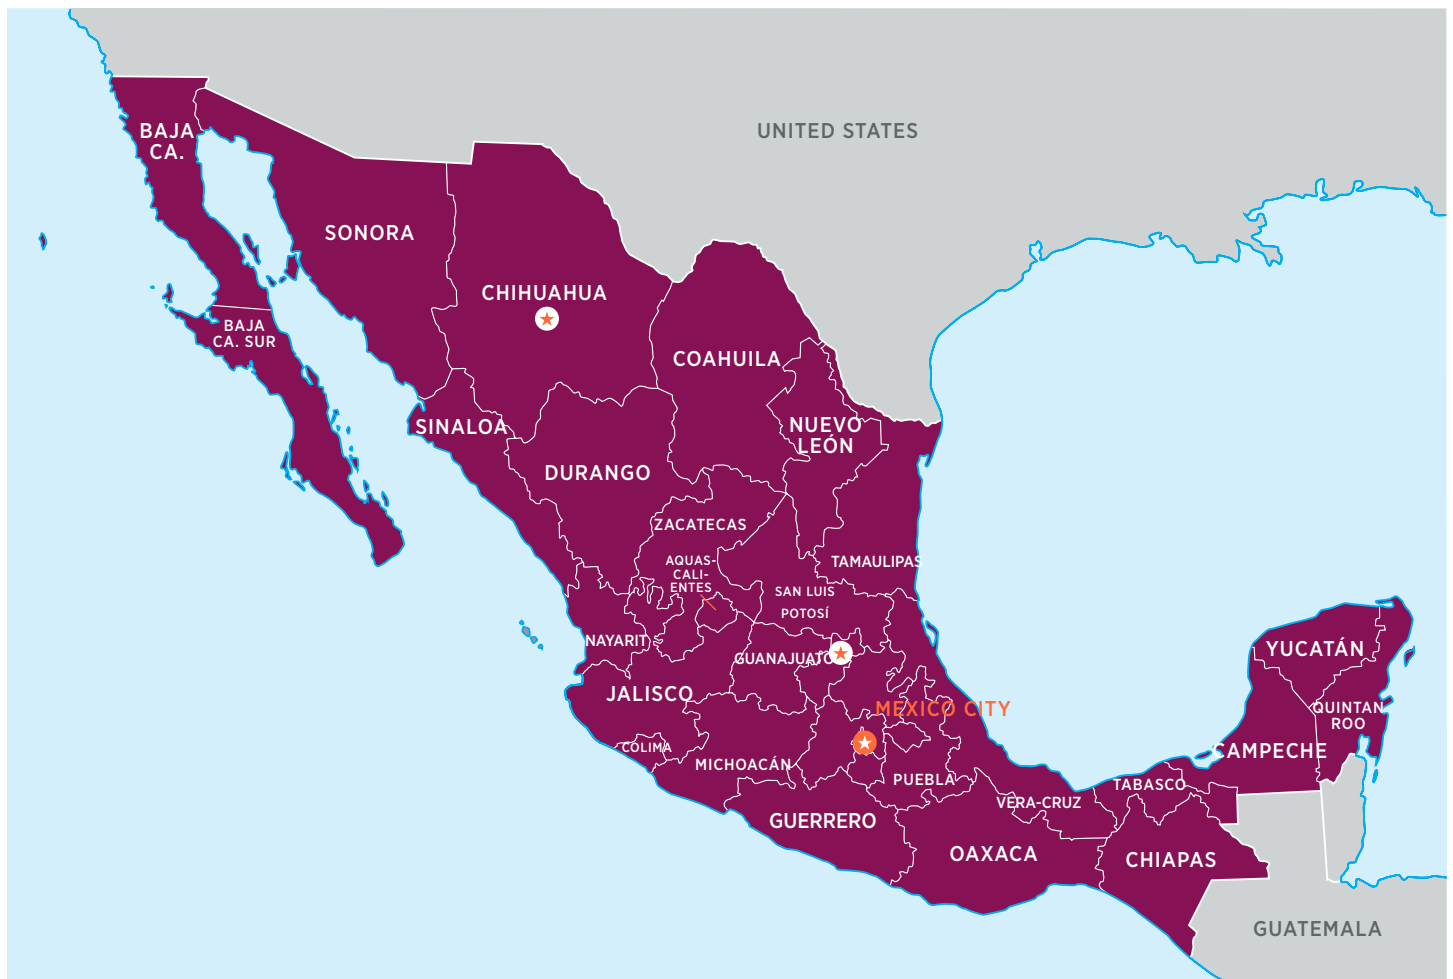 UNITED STATES
BAJA
CA.
SONORA
CHIHUAHUA
BAJA
CA. SUR
COAHUILA
SINALOA
NUEVO
LEÓN
DURANGO
ZACATECAS
AQUAS-
CALI-
ENTES
TAMAULIPAS
SAN LUIS
POTOSÍ
NAYARIT
GUANAJUATO
YUCATÁN
JALISCO
MEXICO CITY
QUINTAN
ROO
COLIMA
CAMPECHE
MICHOACÁN
PUEBLA
TABASCO
VERA-CRUZ
GUERRERO
OAXACA
CHIAPAS
GUATEMALA